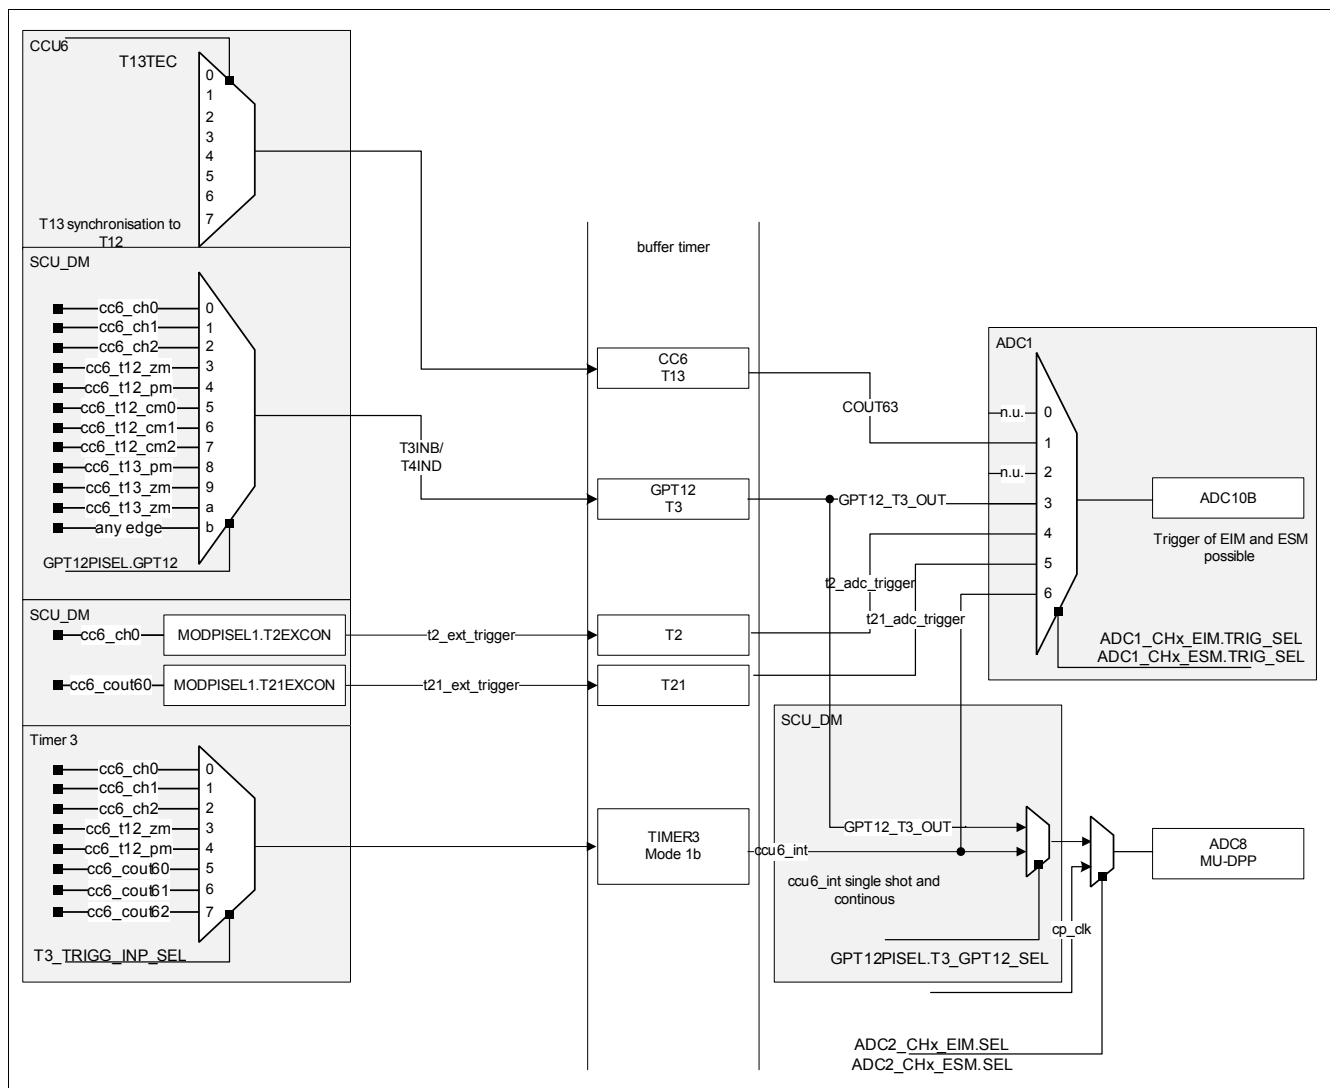 CCU6
T13TEC
0
1
2
3
4
5
6
7
T13 synchronisation to
T12
SCU_DM
cc6_ch0
0
cc6_ch1
1
cc6_ch2
2
cc6_t12_zm
3
cc6_t12_pm
4
cc6_t12_cm0
5
cc6_t12_cm1
6
cc6_t12_cm2
7
cc6_t13_pm
8
cc6_t13_zm
9
cc6_t13_zm
a
any edge
b
GPT12PISEL.GPT12
T3INB/
T4IND
SCU_DM
cc6_ch0
MODPISEL1.T2EXCON
t2_ext_trigger
cc6_cout60
MODPISEL1.T21EXCON
t21_ext_trigger
Timer 3
cc6_ch0
0
cc6_ch1
1
cc6_ch2
2
cc6_t12_zm
3
cc6_t12_pm
4
cc6_cout60
5
cc6_cout61
6
cc6_cout62
7
T3_TRIGG_INP_SEL
buffer timer
CC6
T13
GPT12
T3
T2
T21
TIMER3
Mode 1b
COUT63
GPT12_T3_OUT
t2_adc_trigger
t21_adc_trigger
ccu6_int
ADC1
n.u.
0
1
n.u.
2
3
4
5
6
ADC10B
Trigger of EIM and ESM
possible
ADC1_CHx_EIM.TRIG_SEL
ADC1_CHx_ESM.TRIG_SEL
SCU_DM
GPT12_T3_OUT
ccu6_int single shot and
continous
GPT12PISEL.T3_GPT12_SEL
cp_clk
ADC8
MU-DPP
ADC2_CHx_EIM.SEL
ADC2_CHx_ESM.SEL